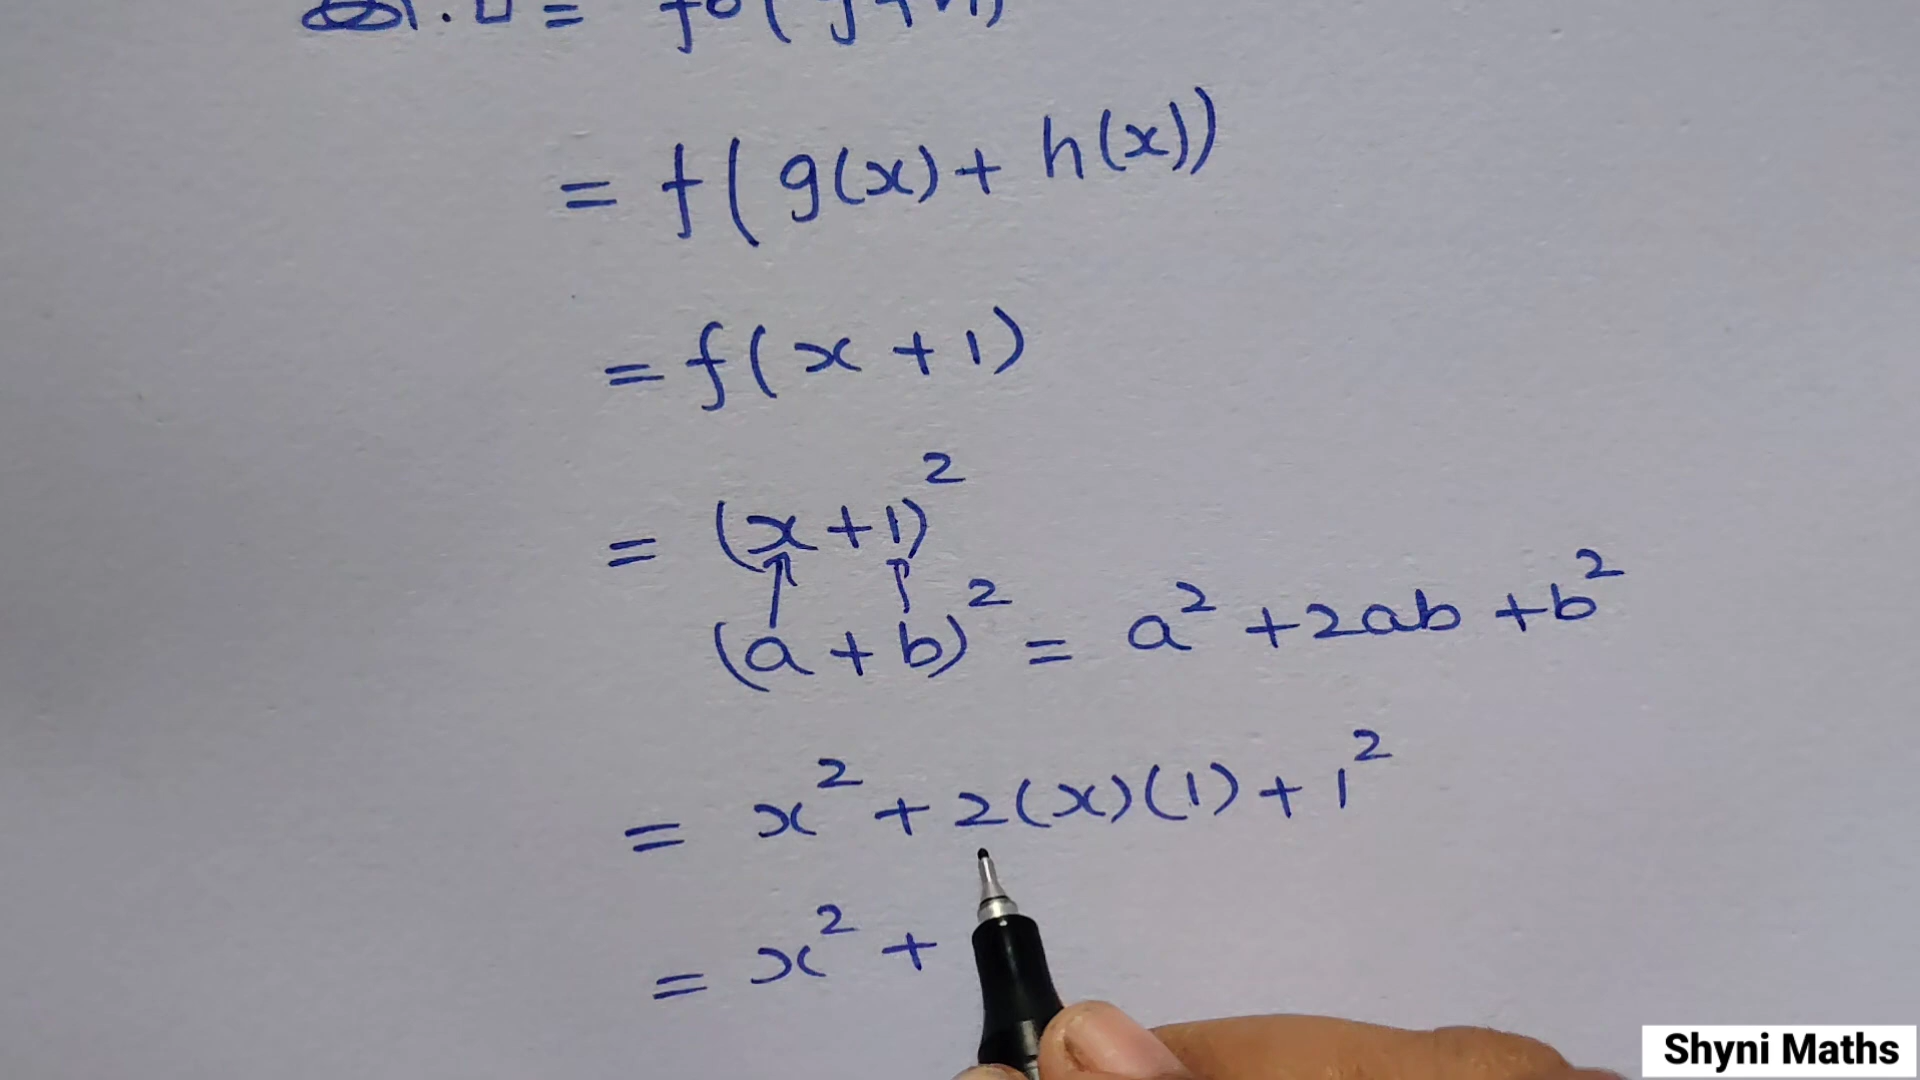 = f(g(x) + h(x))
= f(x + 1)
= (x + 1)²
(a + b)² = a² + 2ab + b²
= x² + 2(x)(1) + 1²
= x² +
Shyni Maths